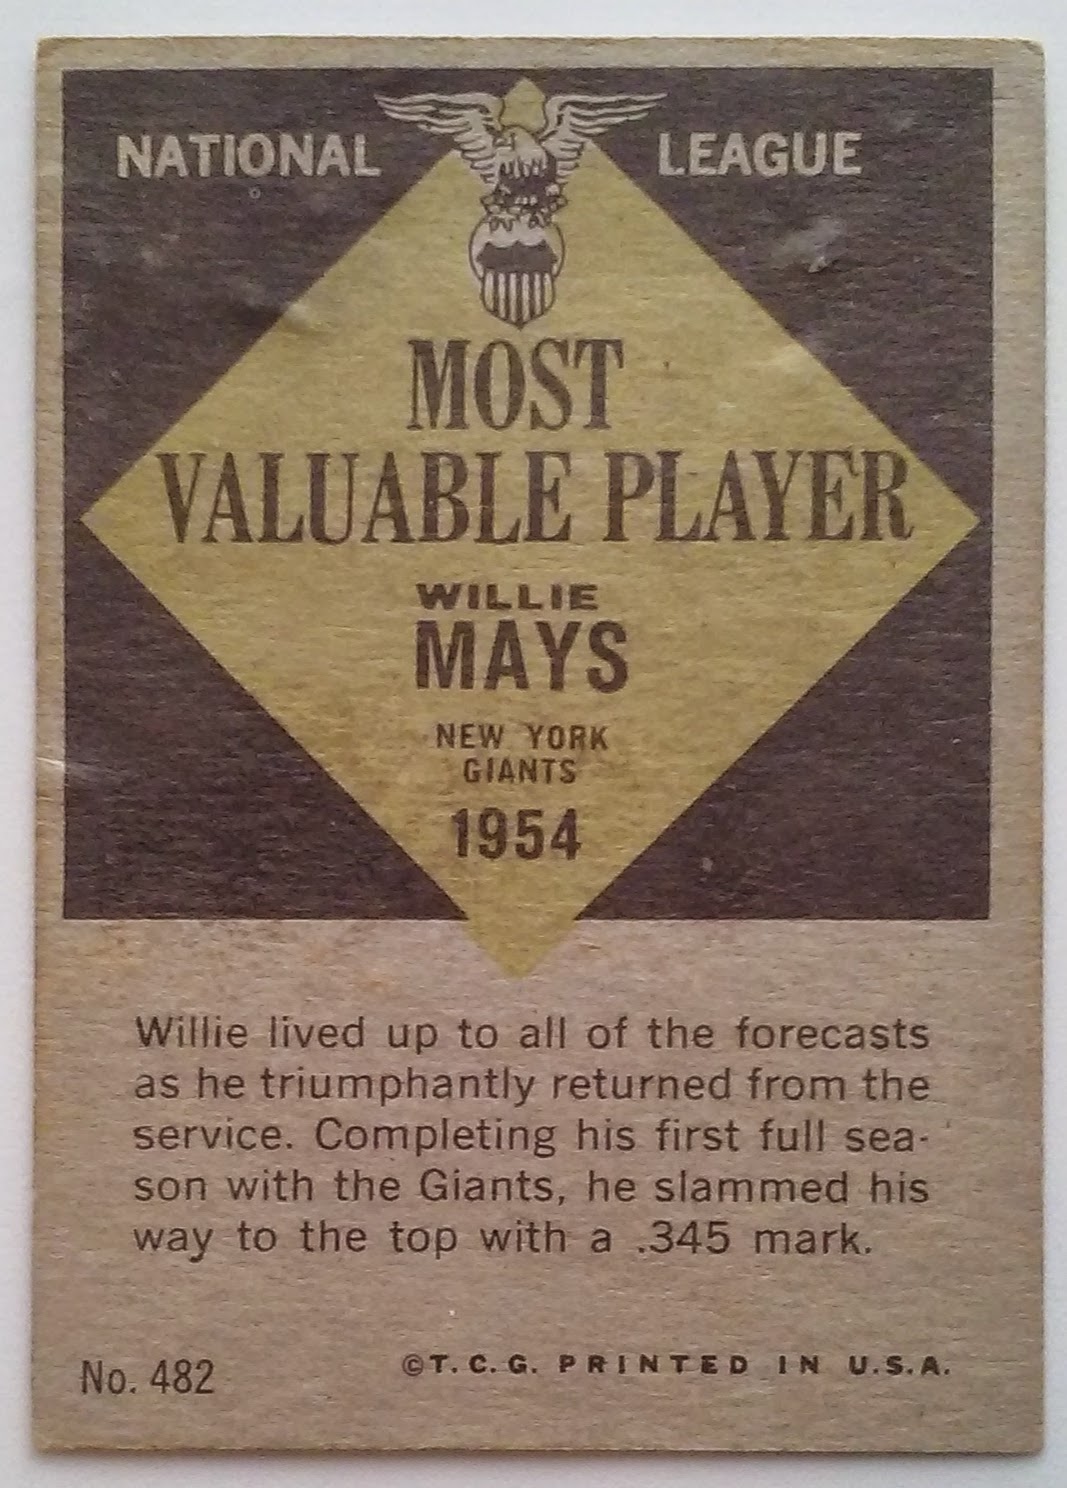 NATIONAL LEAGUE
MOST
VALUABLE PLAYER
WILLIE
MAYS
NEW YORK
GIANTS
1954
Willie lived up to all of the forecasts
as he triumphantly returned from the
service. Completing his first full sea-
son with the Giants, he slammed his
way to the top with a .345 mark.
No. 482
©T.C.G. PRINTED IN U.S.A.